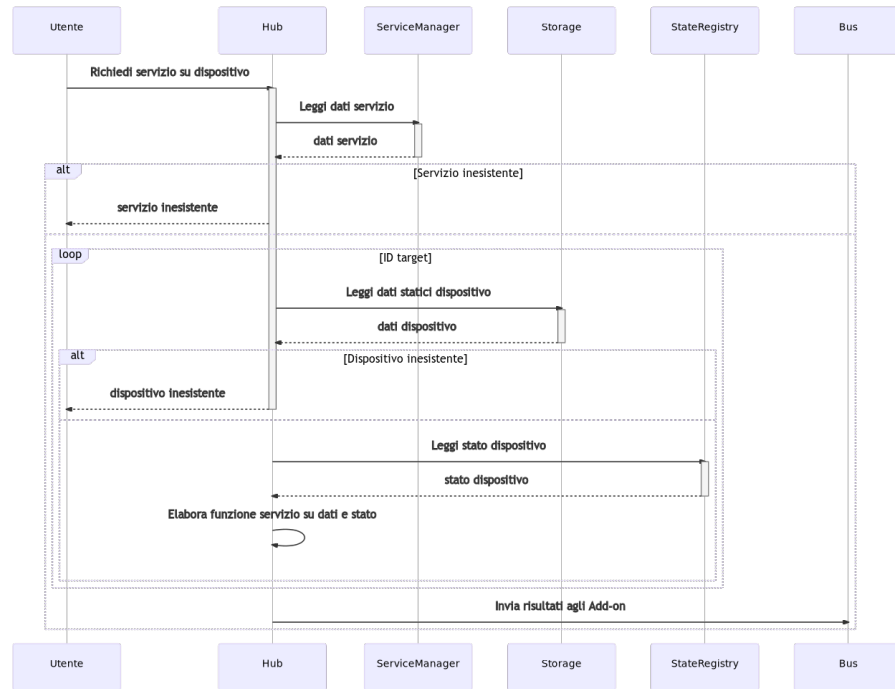 Utente
Hub
ServiceManager
Storage
StateRegistry
Bus
Richiedi servizio su dispositivo
Leggi dati servizio
dati servizio
alt
[Servizio inesistente]
servizio inesistente
loop
[ID target]
Leggi dati statici dispositivo
dati dispositivo
alt
[Dispositivo inesistente]
dispositivo inesistente
Leggi stato dispositivo
stato dispositivo
Elabora funzione servizio su dati e stato
Invia risultati agli Add-on
Utente
Hub
ServiceManager
Storage
StateRegistry
Bus